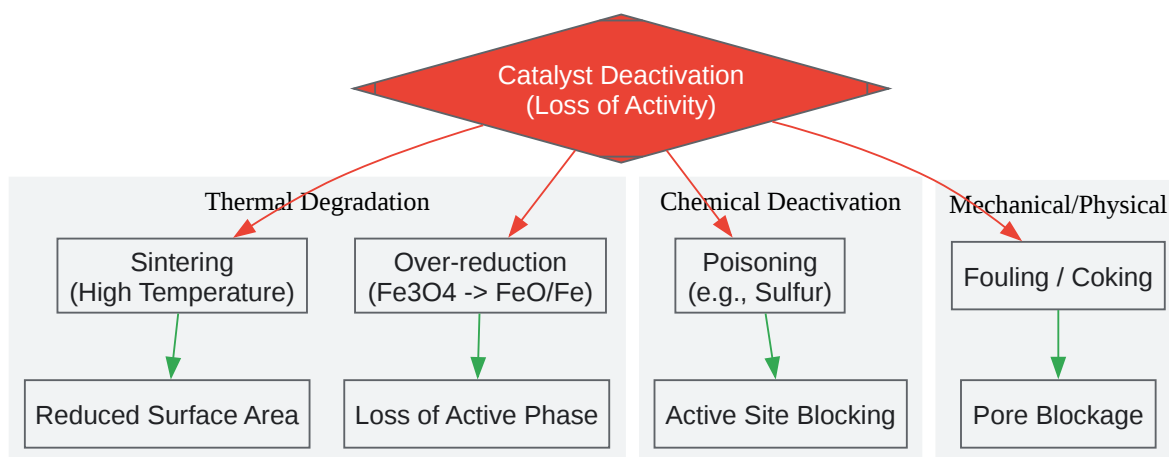 Catalyst Deactivation
(Loss of Activity)
Thermal Degradation
Chemical Deactivation
Mechanical/Physical
Sintering
(High Temperature)
Over-reduction
(Fe3O4 -> FeO/Fe)
Poisoning
(e.g., Sulfur)
Fouling / Coking
Reduced Surface Area
Loss of Active Phase
Active Site Blocking
Pore Blockage